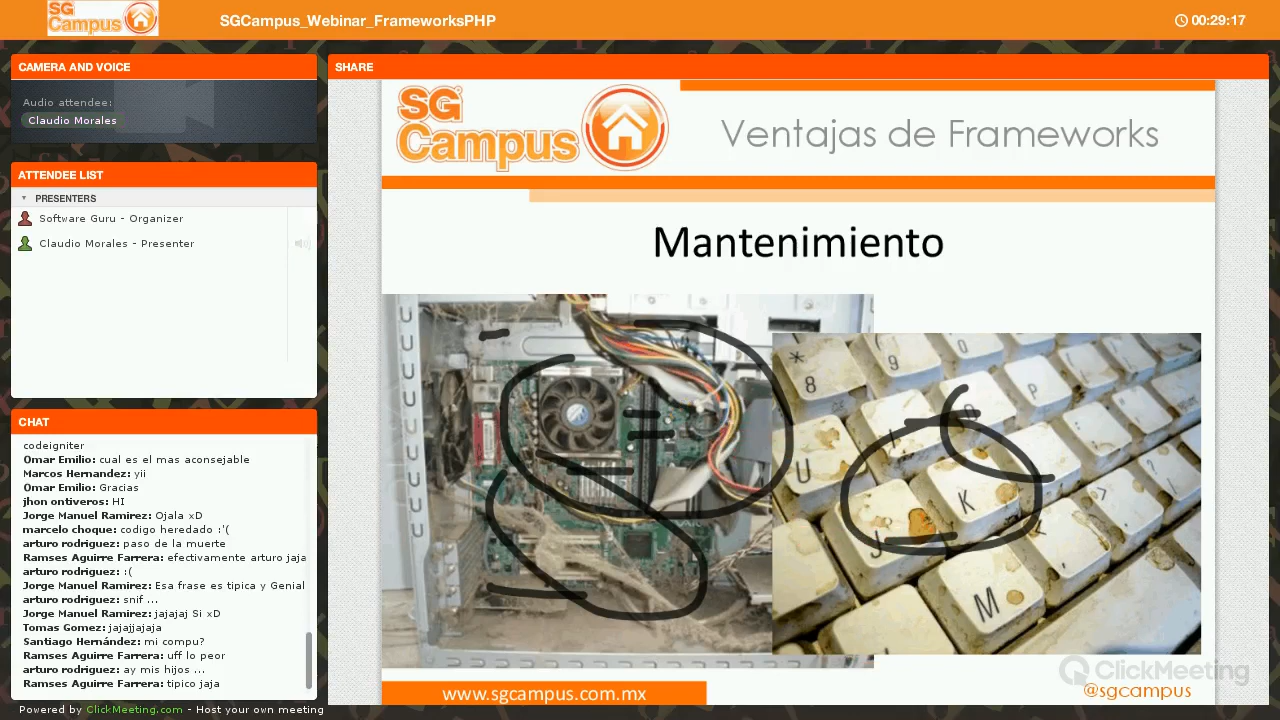 SG Campus
SGCampus_Webinar_FrameworksPHP
00:29:17
CAMERA AND VOICE
Audio attendee:
Claudio Morales
ATTENDEE LIST
PRESENTERS
Software Guru - Organizer
Claudio Morales - Presenter
CHAT
codeigniter
Omar Emilio: cual es el mas aconsejable
Marcos Hernandez: yii
Omar Emilio: Gracias
jhon ontiveros: HI
Jorge Manuel Ramirez: Ojala xD
marcelo choque: codigo heredado :'(
arturo rodriguez: paso de la muerte
Ramses Aguirre Farrera: efectivamente arturo jaja
arturo rodriguez: :(
Jorge Manuel Ramirez: Esa frase es tipica y Genial
arturo rodriguez: snif ...
Jorge Manuel Ramirez: jajajaj Si xD
Tomas Gomez: jajajjajaja
Santiago Hernández: mi compu?
Ramses Aguirre Farrera: uff lo peor
arturo rodriguez: ay mis hijos ...
Ramses Aguirre Farrera: tipico jaja
Powered by ClickMeeting.com - Host your own meeting
SHARE
SG
Campus
Ventajas de Frameworks
Mantenimiento
* 8 ( 9 O P
U I
J K L >
M
www.sgcampus.com.mx
ClickMeeting
@sgcampus